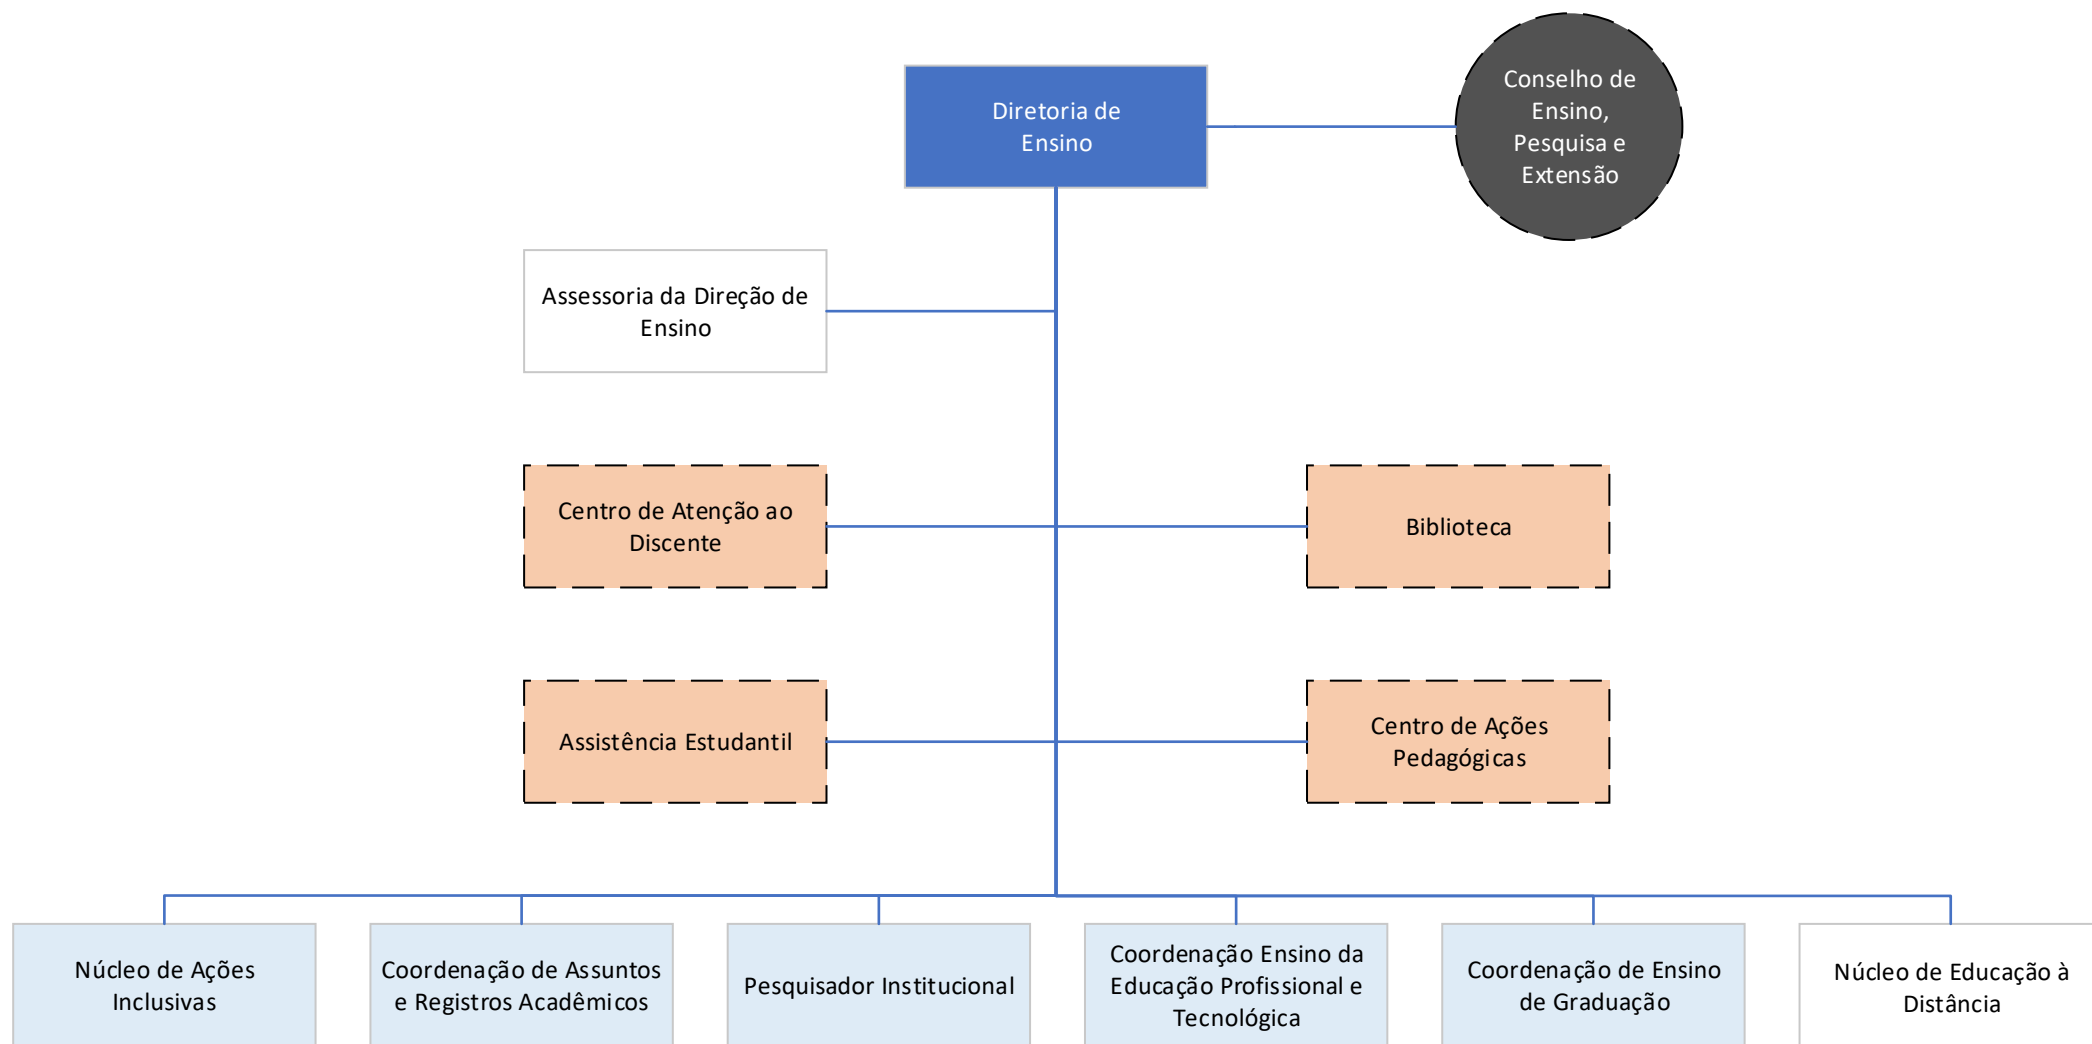 Diretoria de
Ensino
Conselho de
Ensino,
Pesquisa e
Extensão
Assessoria da Direção de
Ensino
Centro de Atenção ao
Discente
Biblioteca
Assistência Estudantil
Centro de Ações
Pedagógicas
Núcleo de Ações
Inclusivas
Coordenação de Assuntos
e Registros Acadêmicos
Pesquisador Institucional
Coordenação Ensino da
Educação Profissional e
Tecnológica
Coordenação de Ensino
de Graduação
Núcleo de Educação à
Distância